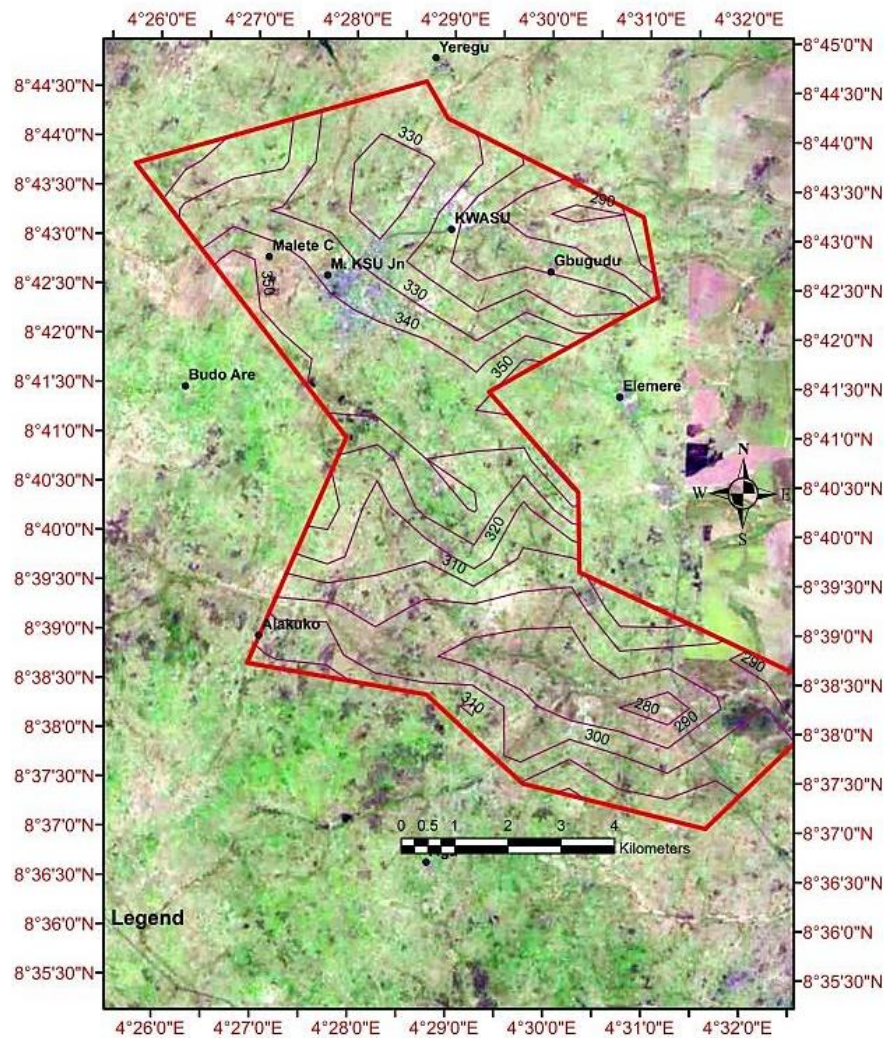 4°26'0"E 4°27'0"E 4°28'0"E 4°29'0"E 4°30'0"E 4°31'0"E 4°32'0"E
Yeregu
8°45'0"N
8°44'30"N
8°44'30"N
8°44'0"N
330
8°44'0"N
8°43'30"N
290
8°43'30"N
8°43'0"N
KWASU
8°43'0"N
Malete C
M. KSU Jn
Gbugudu
8°42'30"N
350
330
8°42'30"N
8°42'0"N
340
8°42'0"N
8°41'30"N
Budo Are
350
Elemere
8°41'30"N
8°41'0"N
8°41'0"N
8°40'30"N
N
W
E
S
8°40'30"N
8°40'0"N
320
8°40'0"N
8°39'30"N
310
8°39'30"N
8°39'0"N
Alakuko
8°39'0"N
8°38'30"N
290
8°38'30"N
8°38'0"N
310
280
290
8°38'0"N
300
8°37'30"N
8°37'30"N
8°37'0"N
0 0.5 1 2 3 4
Kilometers
8°37'0"N
8°36'30"N
8°36'30"N
8°36'0"N
Legend
8°36'0"N
8°35'30"N
8°35'30"N
4°26'0"E 4°27'0"E 4°28'0"E 4°29'0"E 4°30'0"E 4°31'0"E 4°32'0"E